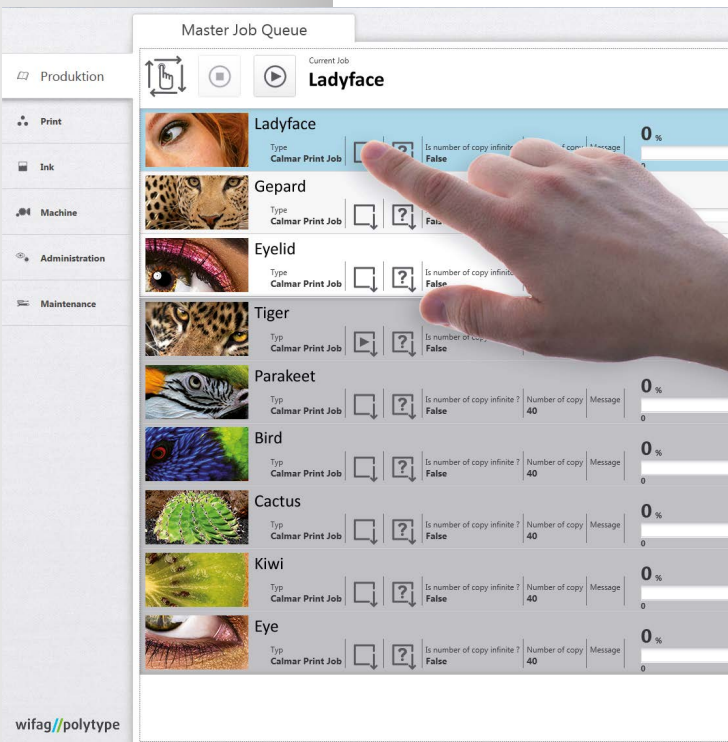 Master Job Queue
Produktion
Print
Ink
Machine
Administration
Maintenance
wifag//polytype
Current Job
Ladyface
Ladyface
Type
Calmar Print Job
?
Is number of copy infinite
False
Message
0 %
0
Gepard
Type
Calmar Print Job
?
Eyelid
Type
Calmar Print Job
?
Is number of copy
False
Tiger
Typ
Calmar Print Job
?
Is number of copy
False
Parakeet
Typ
Calmar Print Job
?
Is number of copy infinite ? Number of copy Message
False 40
0 %
0
Bird
Typ
Calmar Print Job
?
Is number of copy infinite ? Number of copy Message
False 40
0 %
0
Cactus
Typ
Calmar Print Job
?
Is number of copy infinite ? Number of copy Message
False 40
0 %
0
Kiwi
Typ
Calmar Print Job
?
Is number of copy infinite ? Number of copy Message
False 40
0 %
0
Eye
Typ
Calmar Print Job
?
Is number of copy infinite ? Number of copy Message
False 40
0 %
0